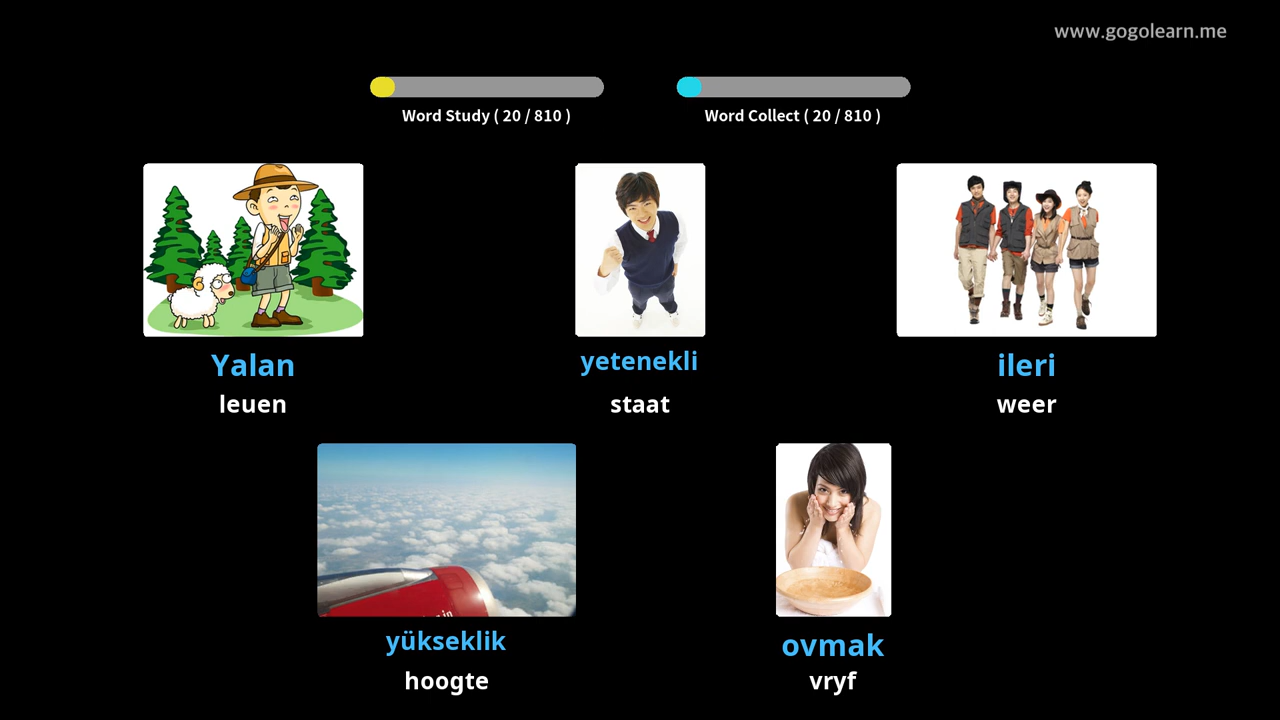 www.gogolearn.me
Word Study ( 20 / 810 )
Word Collect ( 20 / 810 )
Yalan
leuen
yetenekli
staat
ileri
weer
yükseklik
hoogte
ovmak
vryf